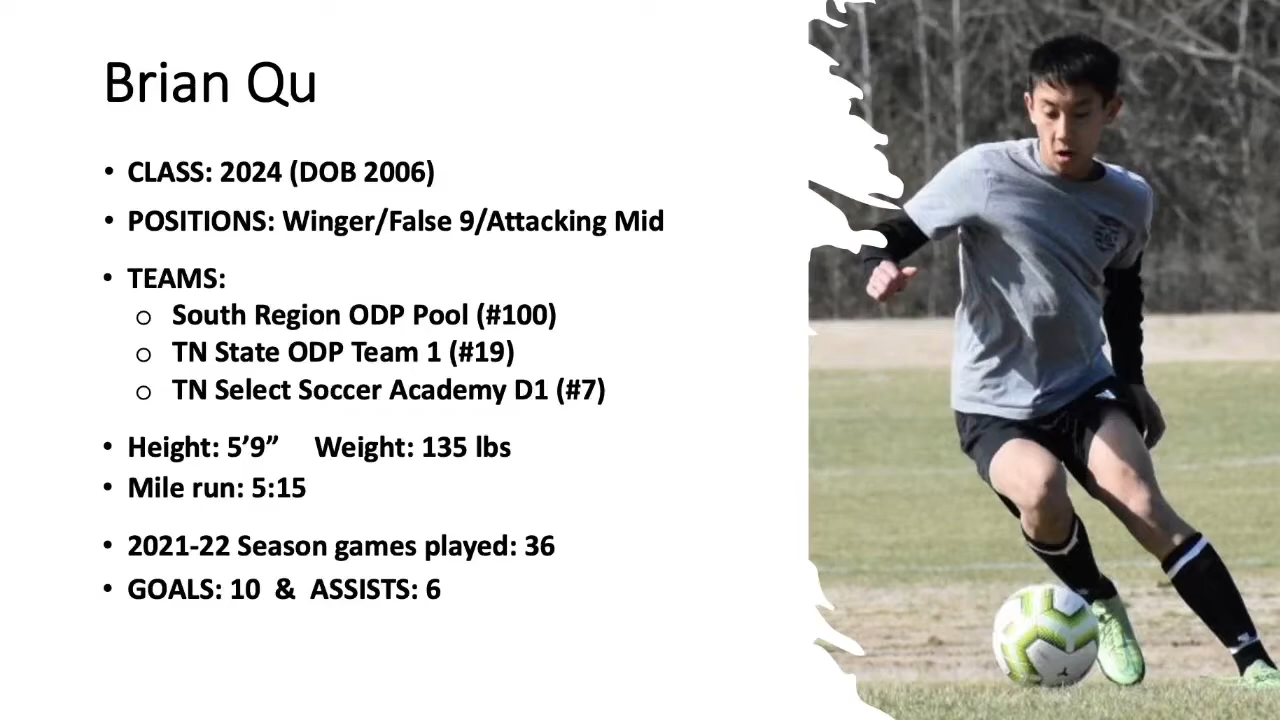 Brian Qu
• CLASS: 2024 (DOB 2006)
• POSITIONS: Winger/False 9/Attacking Mid
• TEAMS:
o South Region ODP Pool (#100)
o TN State ODP Team 1 (#19)
o TN Select Soccer Academy D1 (#7)
• Height: 5’9” Weight: 135 lbs
• Mile run: 5:15
• 2021-22 Season games played: 36
• GOALS: 10 & ASSISTS: 6